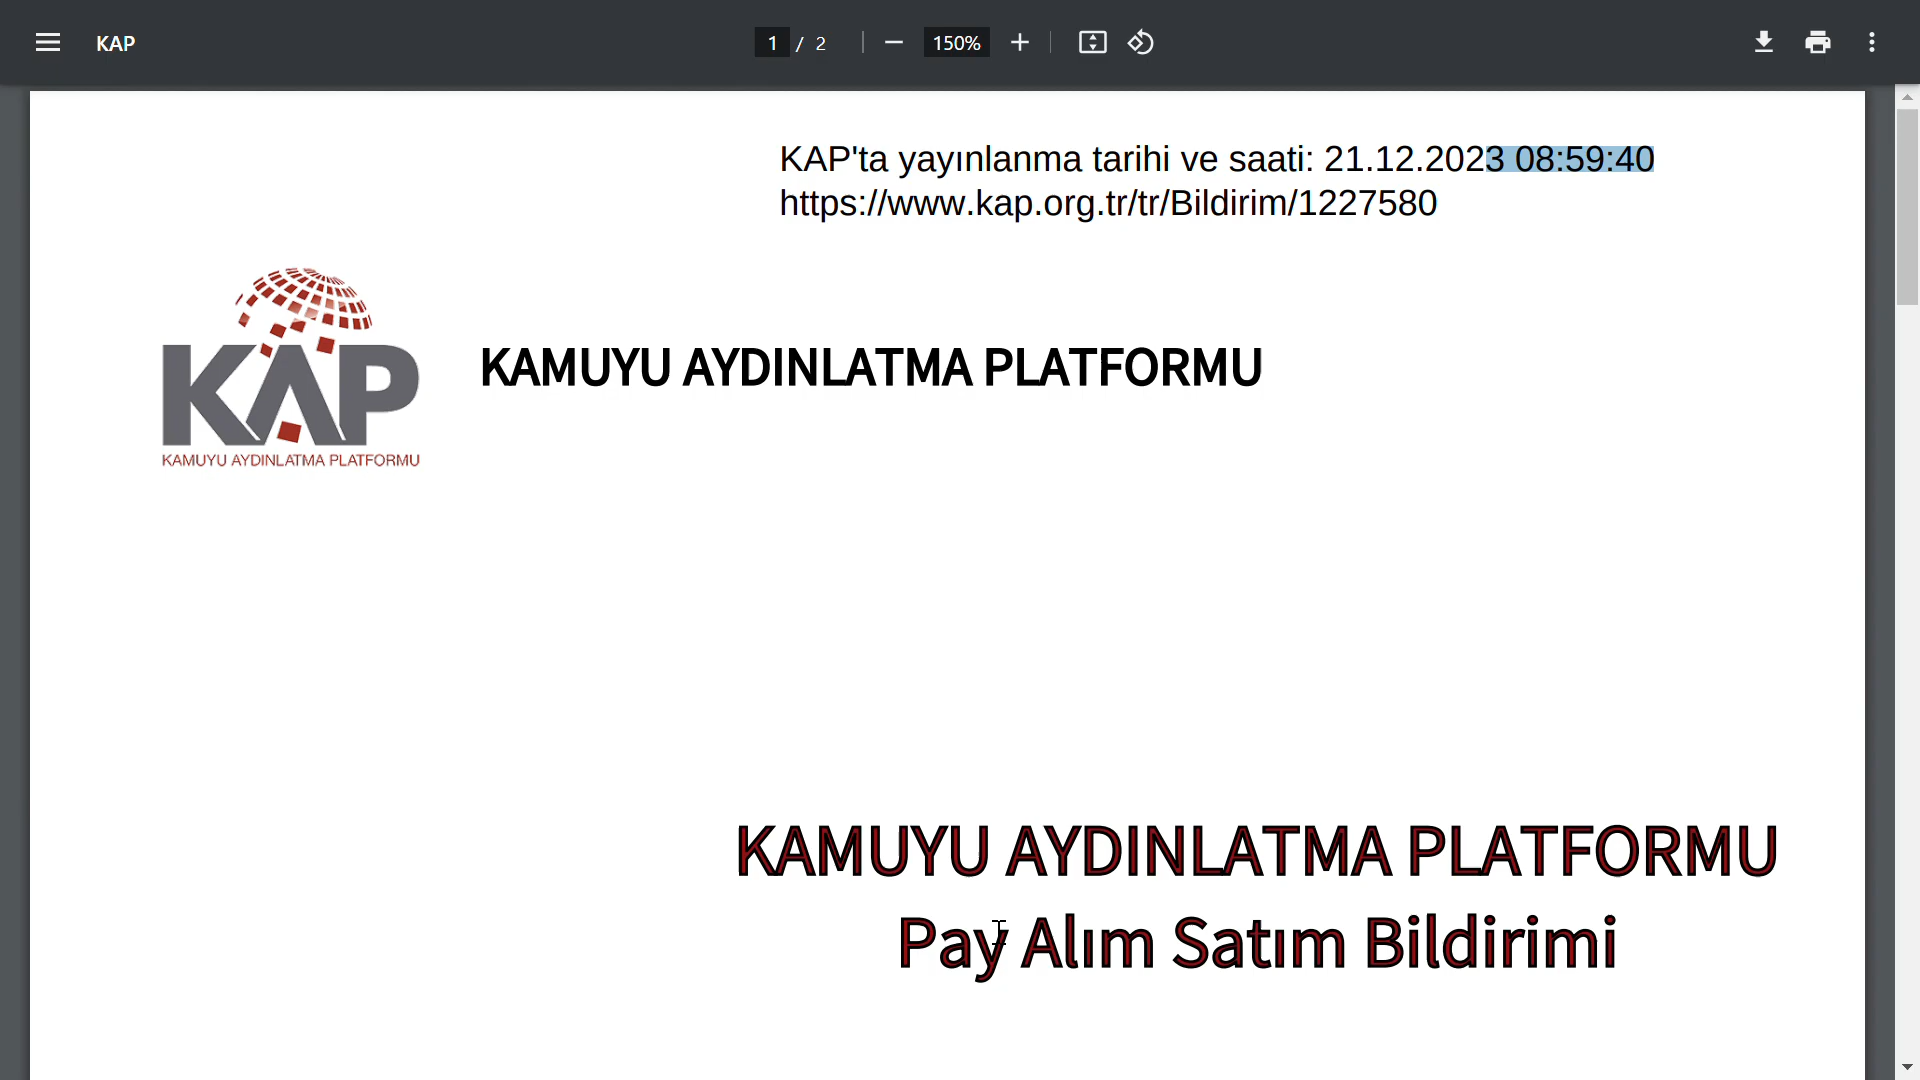 KAP
1 / 2
150%
KAP'ta yayınlanma tarihi ve saati: 21.12.2023 08:59:40
https://www.kap.org.tr/tr/Bildirim/1227580
KAP
KAMUYU AYDINLATMA PLATFORMU
KAMUYU AYDINLATMA PLATFORMU
KAMUYU AYDINLATMA PLATFORMU
Pay Alım Satım Bildirimi